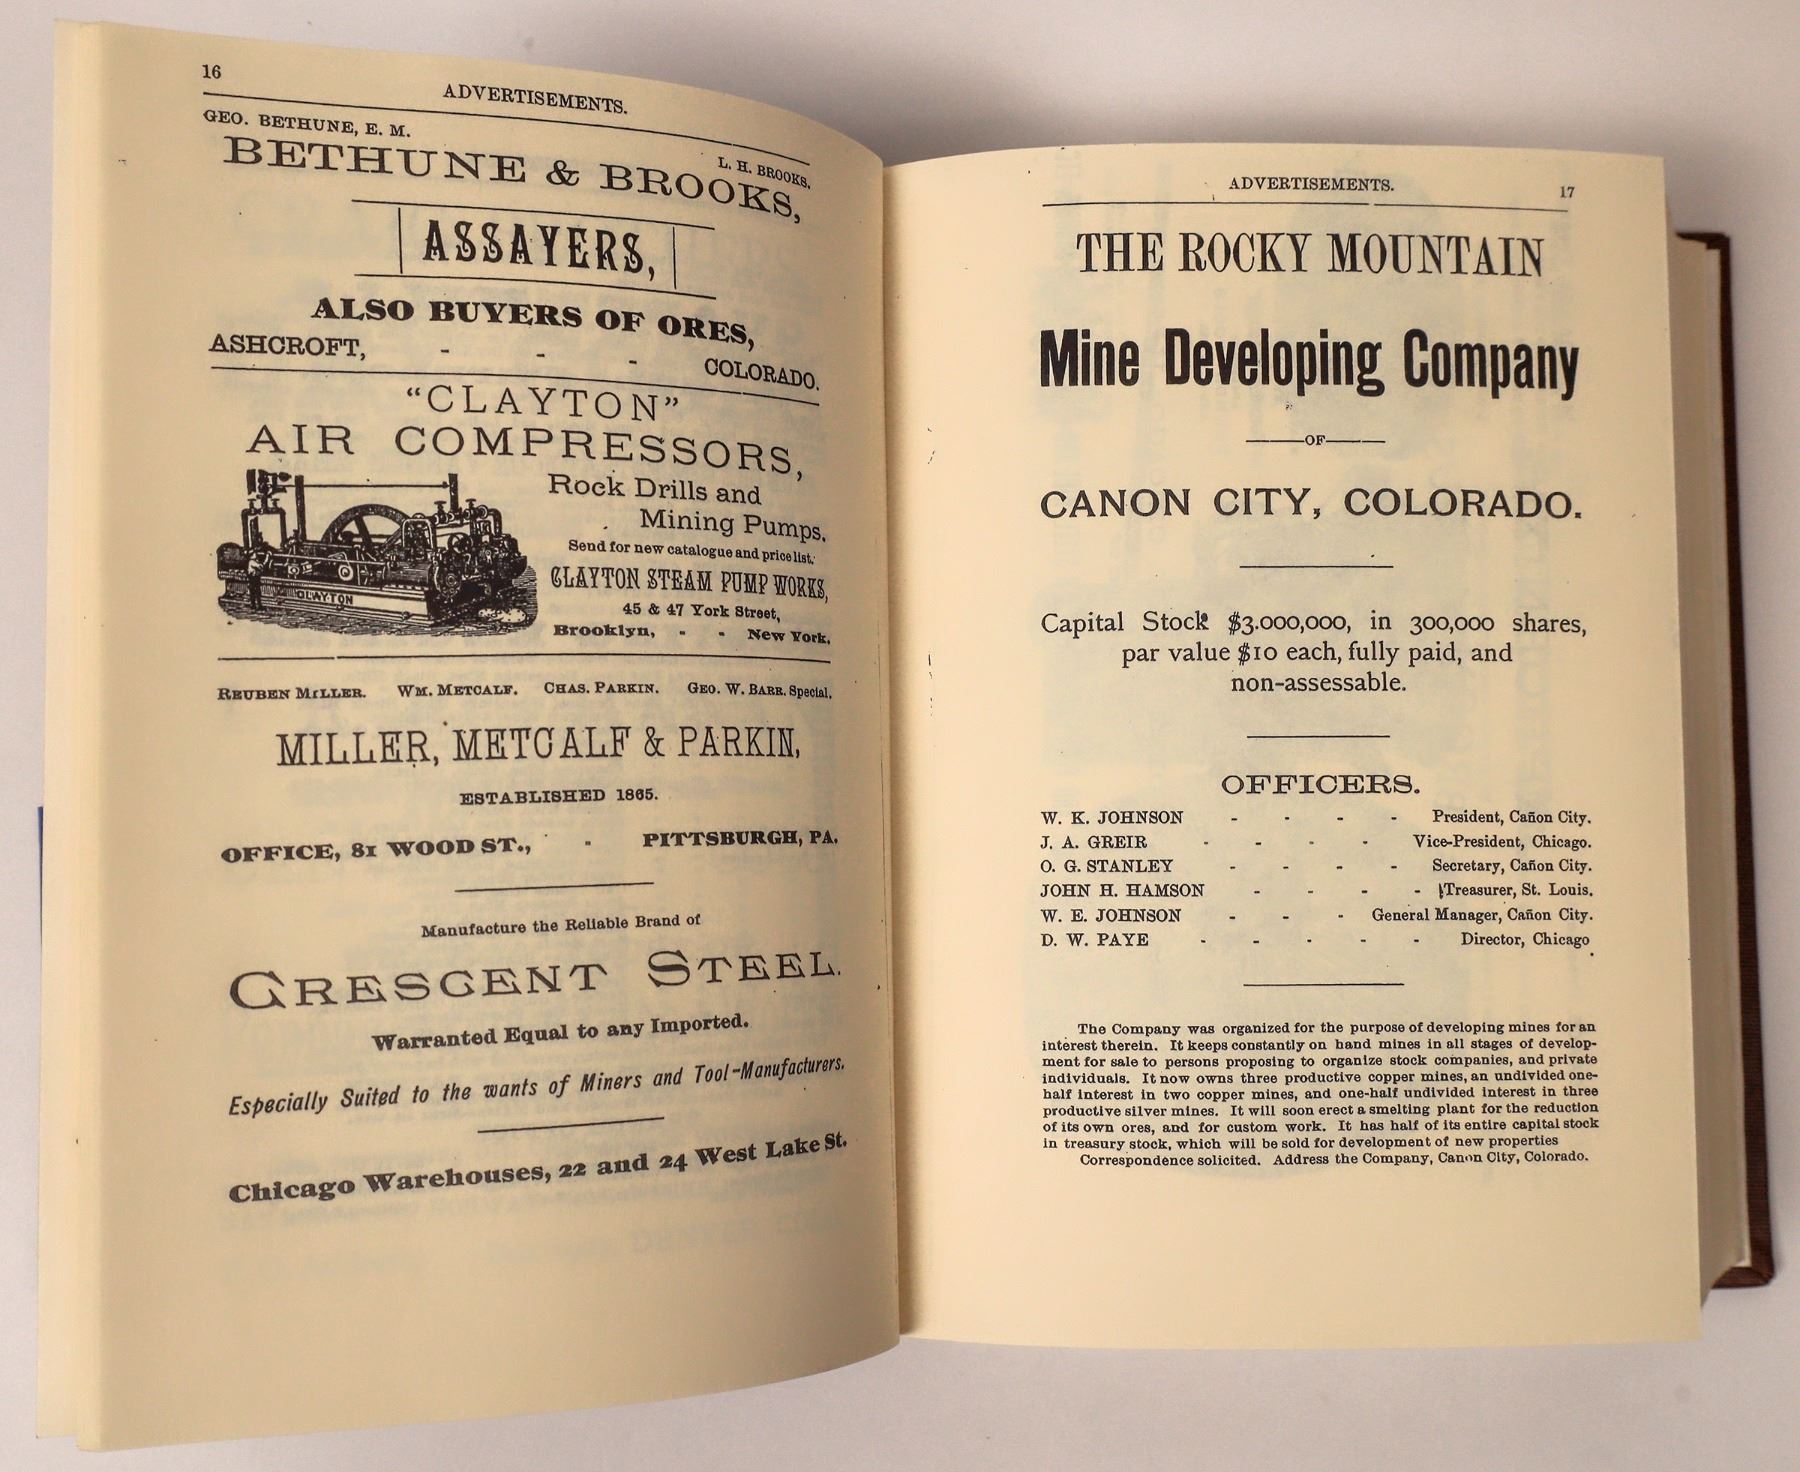 16
ADVERTISEMENTS.
GEO. BETHUNE, E. M.
L. H. BROOKS.
BETHUNE & BROOKS,
ASSAYERS,
ALSO BUYERS OF ORES,
ASHCROFT, - - - COLORADO.
"CLAYTON"
AIR COMPRESSORS,
Rock Drills and
Mining Pumps.
Send for new catalogue and price list.
CLAYTON STEAM PUMP WORKS,
45 & 47 York Street,
Brooklyn, - - New York.
CLAYTON
REUBEN MILLER. WM. METCALF. CHAS. PARKIN. GEO. W. BARR. Special.
MILLER, METCALF & PARKIN,
ESTABLISHED 1865.
OFFICE, 81 WOOD ST., - PITTSBURGH, PA.
Manufacture the Reliable Brand of
CRESCENT STEEL.
Warranted Equal to any Imported.
Especially Suited to the wants of Miners and Tool-Manufacturers.
Chicago Warehouses, 22 and 24 West Lake St.
ADVERTISEMENTS. 17
THE ROCKY MOUNTAIN
Mine Developing Company
OF
CANON CITY, COLORADO.
Capital Stock $3.000,000, in 300,000 shares,
par value $10 each, fully paid, and
non-assessable.
OFFICERS.
W. K. JOHNSON - - - - President, Cañon City.
J. A. GREIR - - - - Vice-President, Chicago.
O. G. STANLEY - - - - Secretary, Cañon City.
JOHN H. HAMSON - - - - Treasurer, St. Louis.
W. E. JOHNSON - - - General Manager, Cañon City.
D. W. PAYE - - - - - Director, Chicago
The Company was organized for the purpose of developing mines for an
interest therein. It keeps constantly on hand mines in all stages of develop-
ment for sale to persons proposing to organize stock companies, and private
individuals. It now owns three productive copper mines, an undivided one-
half interest in two copper mines, and one-half undivided interest in three
productive silver mines. It will soon erect a smelting plant for the reduction
of its own ores, and for custom work. It has half of its entire capital stock
in treasury stock, which will be sold for development of new properties
Correspondence solicited. Address the Company, Canon City, Colorado.